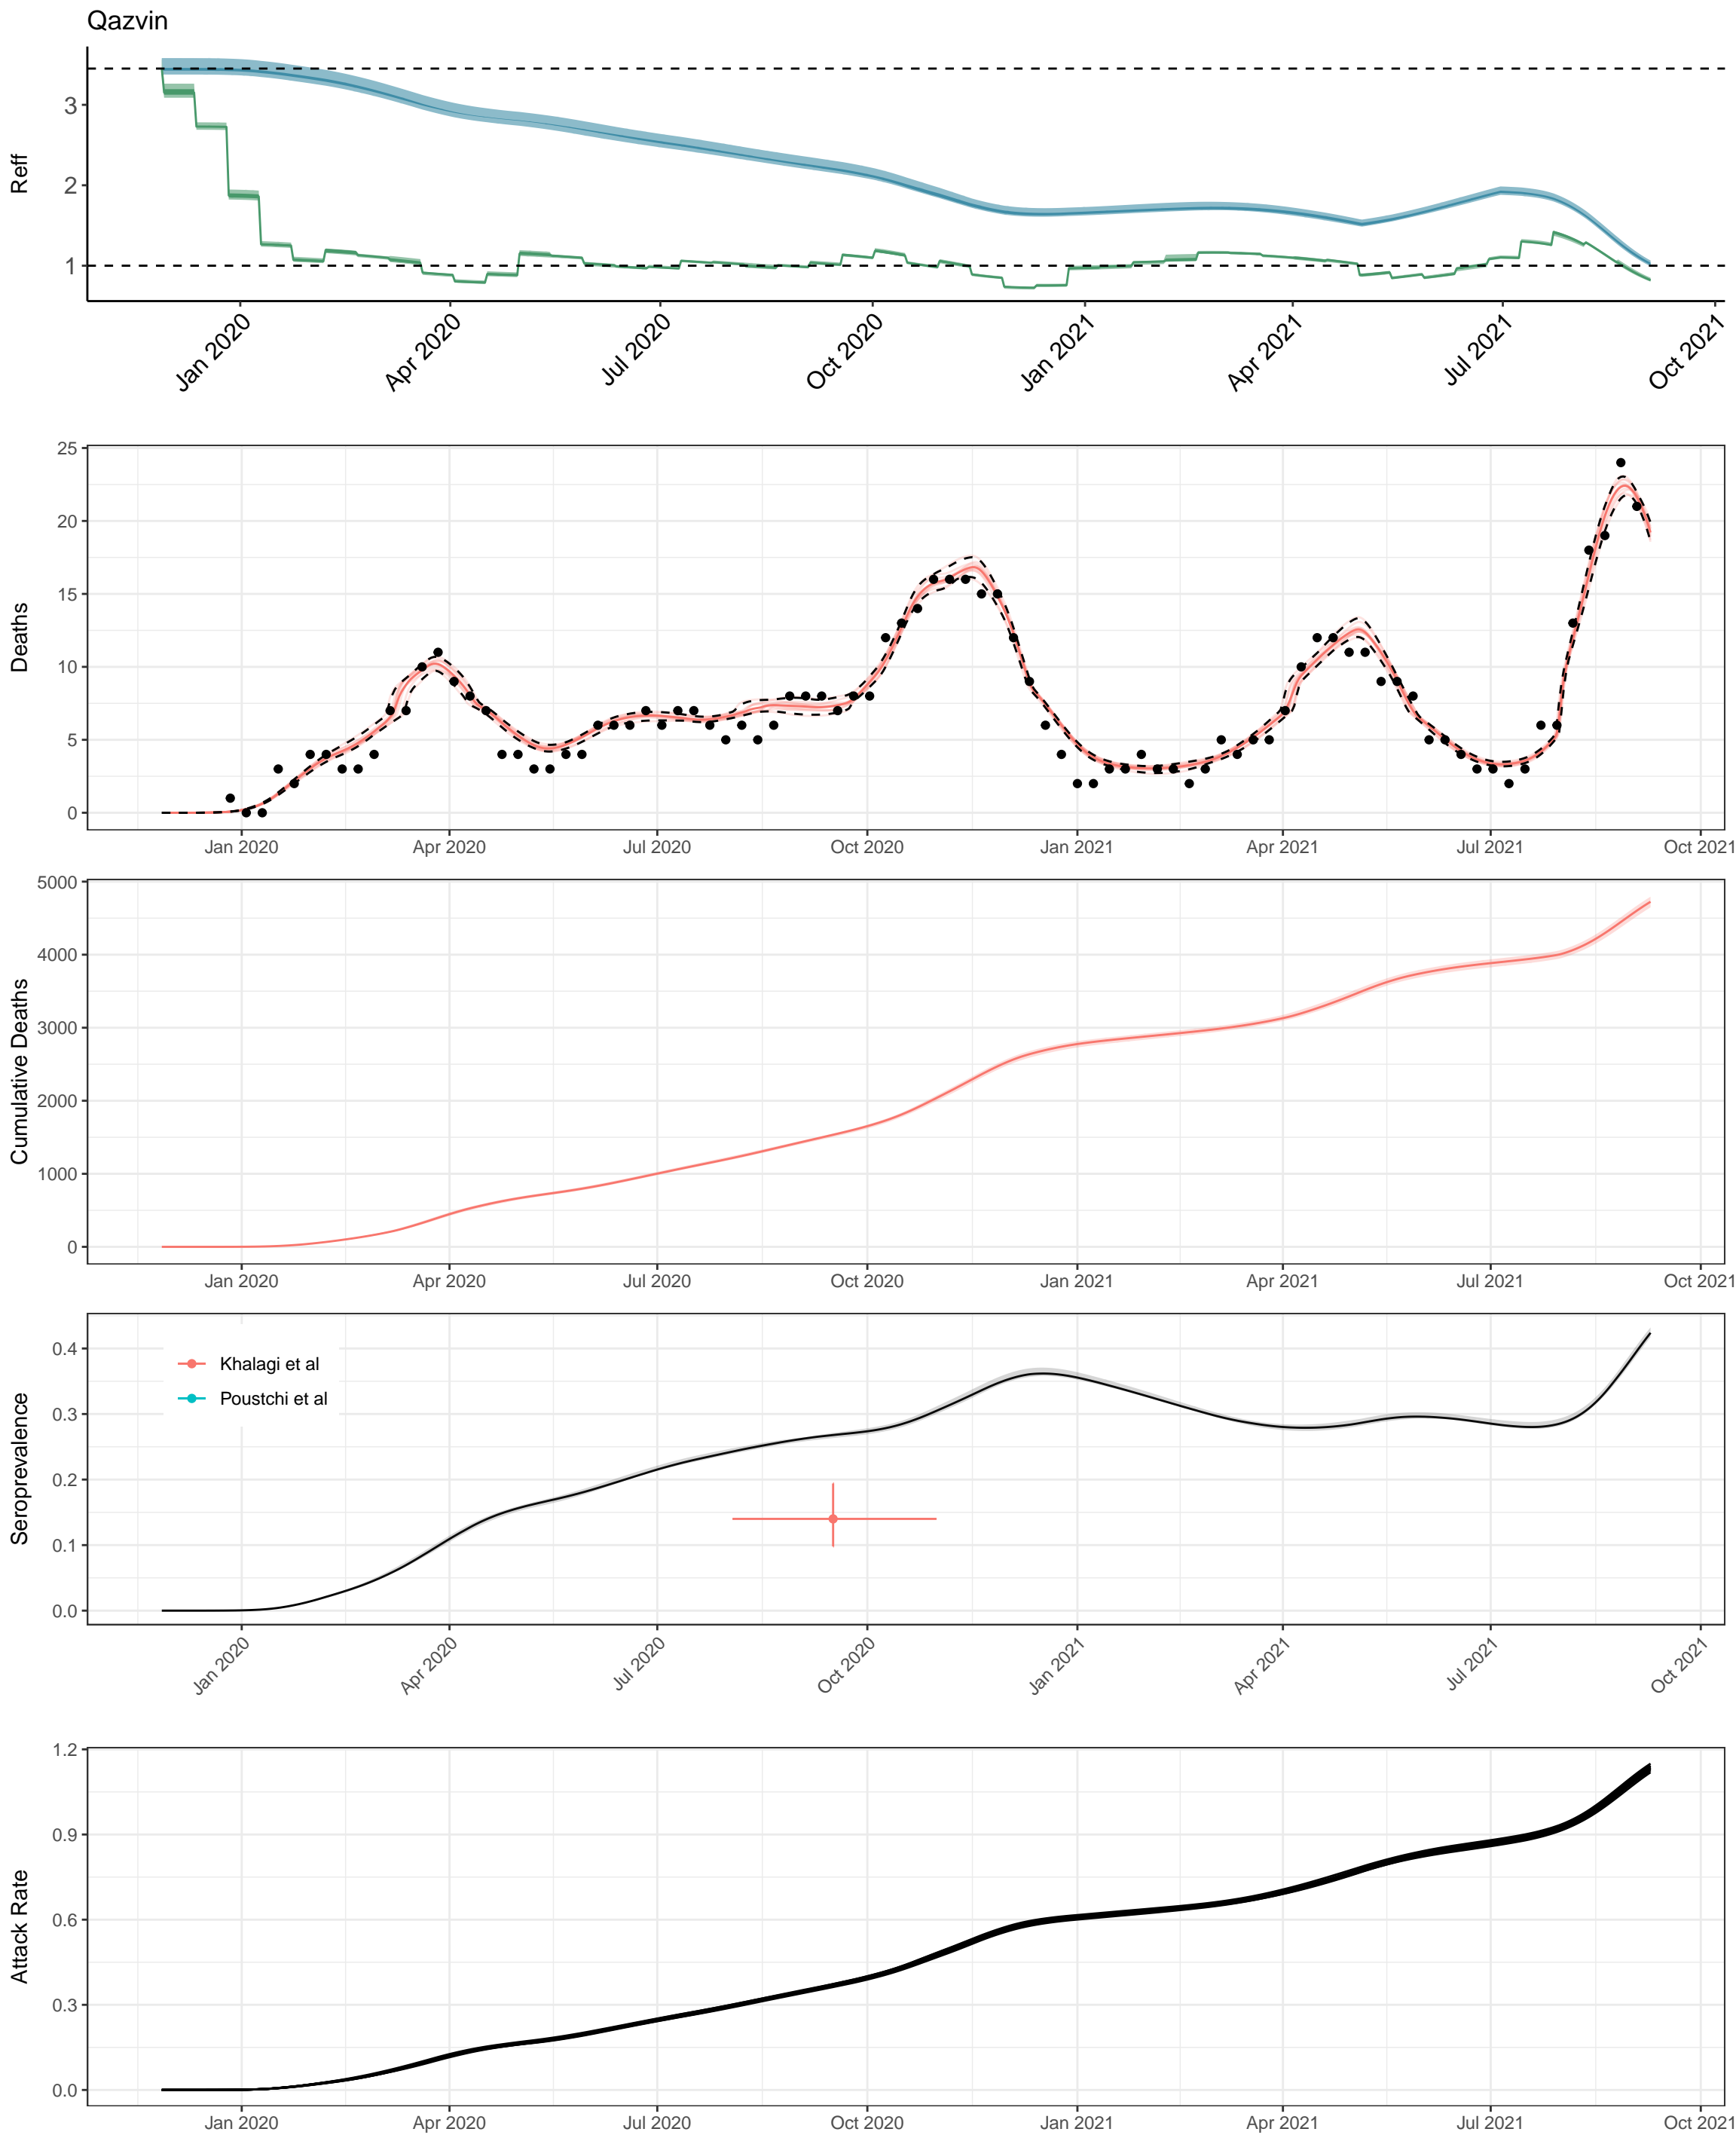 Qazvin
Reff
3
2
1
Jan 2020
Apr 2020
Jul 2020
Oct 2020
Jan 2021
Apr 2021
Jul 2021
Oct 2021
Deaths
25
20
15
10
5
0
Jan 2020
Apr 2020
Jul 2020
Oct 2020
Jan 2021
Apr 2021
Jul 2021
Oct 2021
Cumulative Deaths
5000
4000
3000
2000
1000
0
Jan 2020
Apr 2020
Jul 2020
Oct 2020
Jan 2021
Apr 2021
Jul 2021
Oct 2021
Seroprevalence
0.4
0.3
0.2
0.1
0.0
Khalagi et al
Poustchi et al
Jan 2020
Apr 2020
Jul 2020
Oct 2020
Jan 2021
Apr 2021
Jul 2021
Oct 2021
Attack Rate
1.2
0.9
0.6
0.3
0.0
Jan 2020
Apr 2020
Jul 2020
Oct 2020
Jan 2021
Apr 2021
Jul 2021
Oct 2021